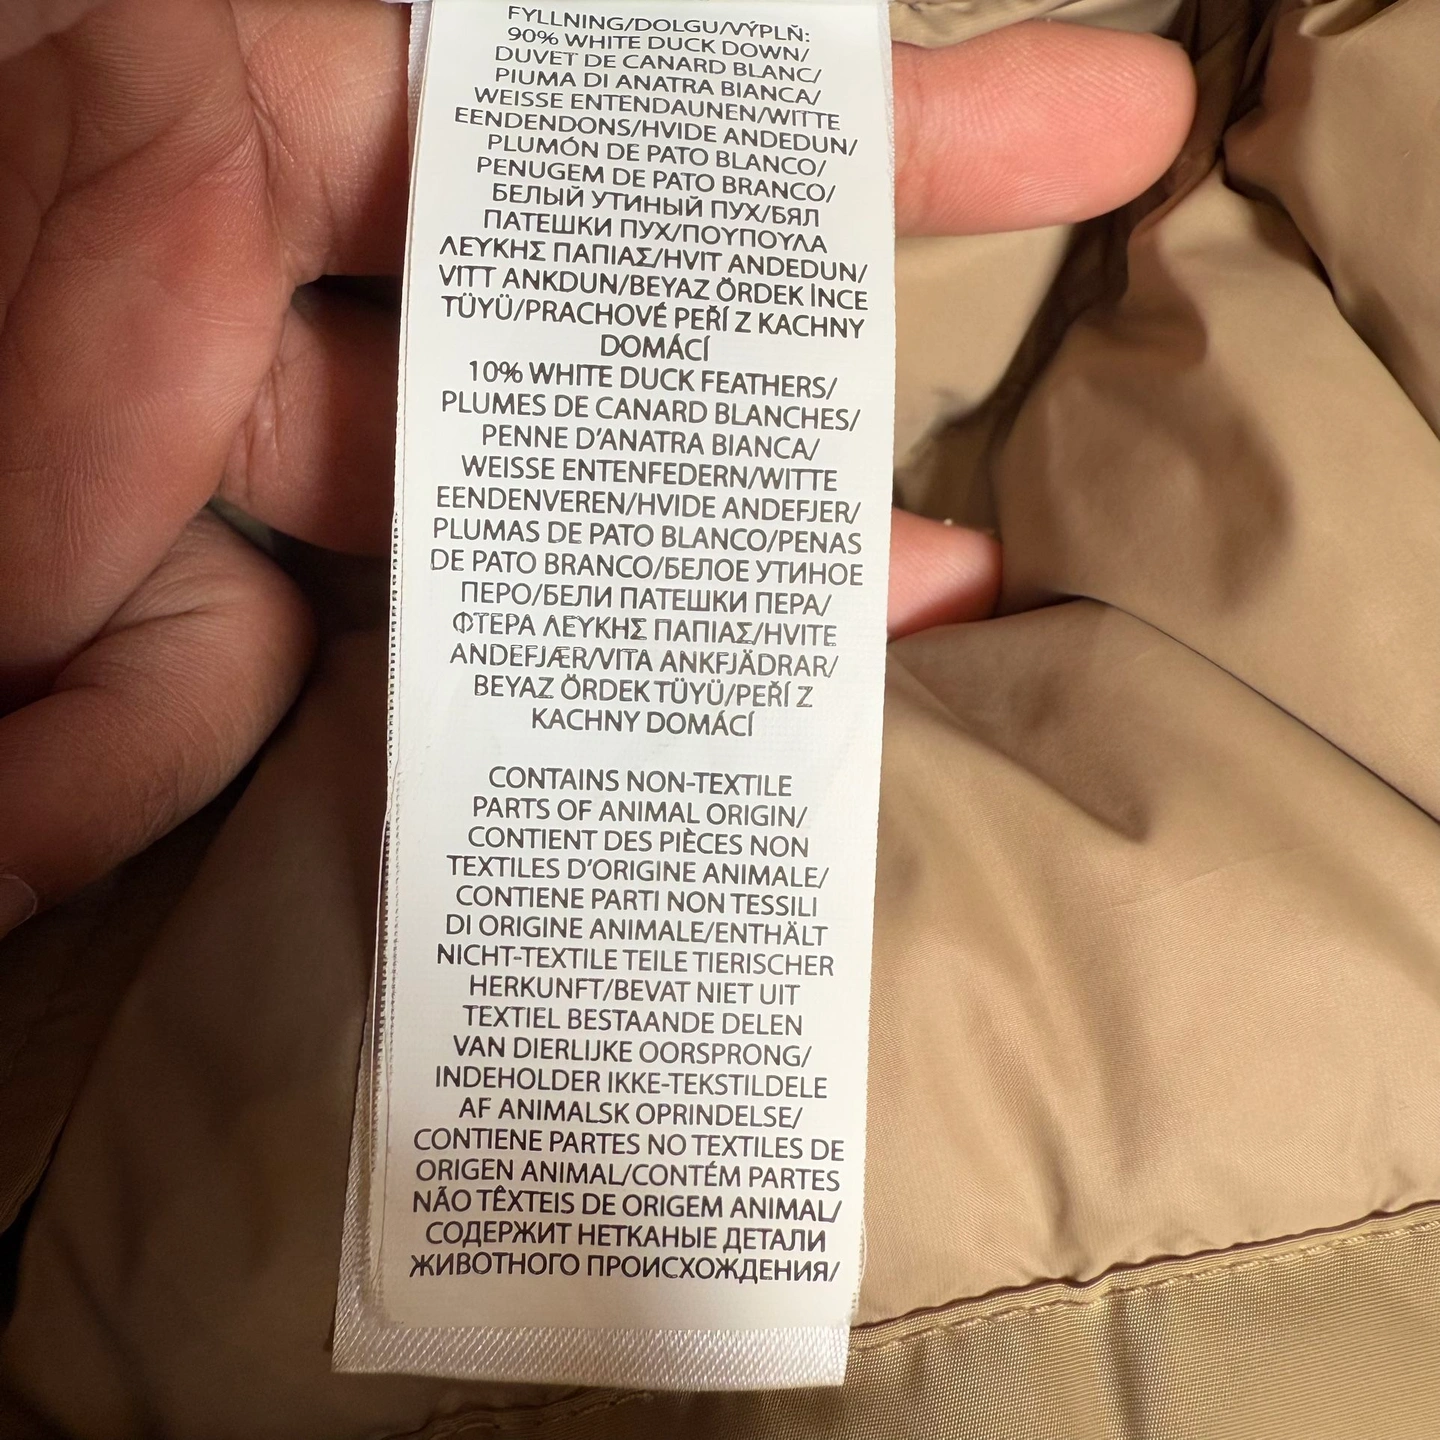 FYLLNING/DOLGU/VÝPLŇ:
90% WHITE DUCK DOWN/
DUVET DE CANARD BLANC/
PIUMA DI ANATRA BIANCA/
WEISSE ENTENDAUNEN/WITTE
EENDENDONS/HVIDE ANDEDUN/
PLUMÓN DE PATO BLANCO/
PENUGEM DE PATO BRANCO/
БЕЛЫЙ УТИНЫЙ ПУХ/БЯЛ
ПАТЕШКИ ПУХ/ΠΟΥΠΟΥΛΑ
ΛΕΥΚΗΣ ΠΑΠΙΑΣ/HVIT ANDEDUN/
VITT ANKDUN/BEYAZ ÖRDEK İNCE
TÜYÜ/PRACHOVÉ PEŘÍ Z KACHNY
DOMÁCÍ
10% WHITE DUCK FEATHERS/
PLUMES DE CANARD BLANCHES/
PENNE D'ANATRA BIANCA/
WEISSE ENTENFEDERN/WITTE
EENDENVEREN/HVIDE ANDEFJER/
PLUMAS DE PATO BLANCO/PENAS
DE PATO BRANCO/БЕЛОЕ УТИНОЕ
ПЕРО/БЕЛИ ПАТЕШКИ ПЕРА/
ΦΤΕΡΑ ΛΕΥΚΗΣ ΠΑΠΙΑΣ/HVITE
ANDEFJÆR/VITA ANKFJÄDRAR/
BEYAZ ÖRDEK TÜYÜ/PEŘÍ Z
KACHNY DOMÁCÍ
CONTAINS NON-TEXTILE
PARTS OF ANIMAL ORIGIN/
CONTIENT DES PIÈCES NON
TEXTILES D'ORIGINE ANIMALE/
CONTIENE PARTI NON TESSILI
DI ORIGINE ANIMALE/ENTHÄLT
NICHT-TEXTILE TEILE TIERISCHER
HERKUNFT/BEVAT NIET UIT
TEXTIEL BESTAANDE DELEN
VAN DIERLIJKE OORSPRONG/
INDEHOLDER IKKE-TEKSTILDELE
AF ANIMALSK OPRINDELSE/
CONTIENE PARTES NO TEXTILES DE
ORIGEN ANIMAL/CONTÉM PARTES
NÃO TÊXTEIS DE ORIGEM ANIMAL/
СОДЕРЖИТ НЕТКАНЫЕ ДЕТАЛИ
ЖИВОТНОГО ПРОИСХОЖДЕНИЯ/